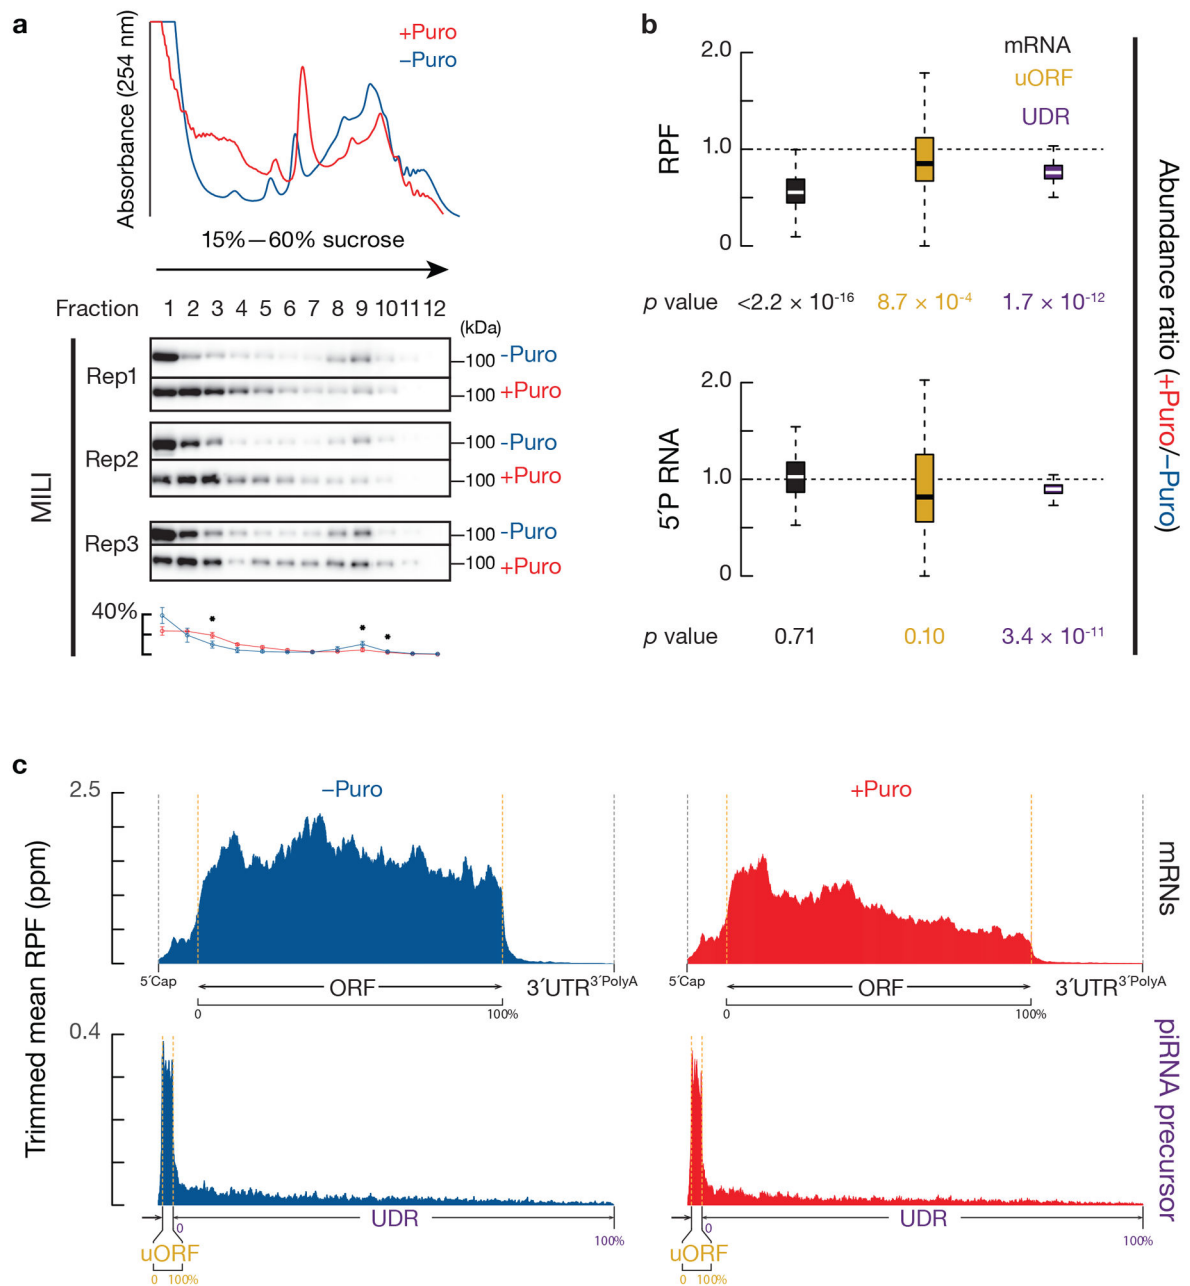 a
Absorbance (254 nm)
+Puro
–Puro
15%—60% sucrose
Fraction 1 2 3 4 5 6 7 8 9 10 11 12
(kDa)
MILI
Rep1
–100 -Puro
–100 +Puro
Rep2
–100 -Puro
–100 +Puro
Rep3
–100 -Puro
–100 +Puro
40%
* * *
b
RPF
2.0
1.0
0
mRNA
uORF
UDR
p value <2.2 × 10⁻¹⁶ 8.7 × 10⁻⁴ 1.7 × 10⁻¹²
5′P RNA
2.0
1.0
0
p value 0.71 0.10 3.4 × 10⁻¹¹
Abundance ratio (+Puro/–Puro)
c
Trimmed mean RPF (ppm)
2.5
–Puro
+Puro
mRNs
5′Cap ORF 3′UTR 3′PolyA
0 100%
5′Cap ORF 3′UTR 3′PolyA
0 100%
0.4
piRNA precursor
0 UDR 100%
uORF
0 100%
0 UDR 100%
uORF
0 100%